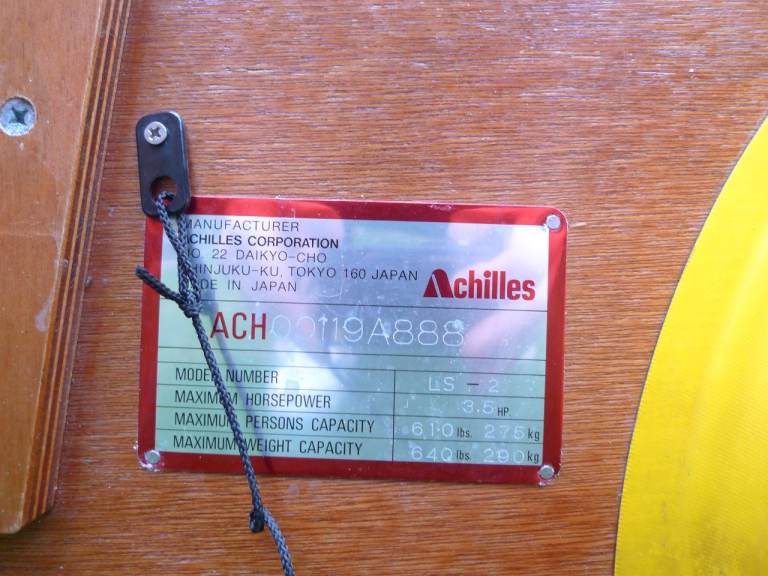 MANUFACTURER
ACHILLES CORPORATION
NO. 22 DAIKYO-CHO
SHINJUKU-KU, TOKYO 160 JAPAN
MADE IN JAPAN
Achilles
ACH00119A888
MODEL NUMBER LS - 2
MAXIMUM HORSEPOWER 3.5 HP.
MAXIMUM PERSONS CAPACITY 610 lbs. 275 kg
MAXIMUM WEIGHT CAPACITY 640 lbs. 290 kg